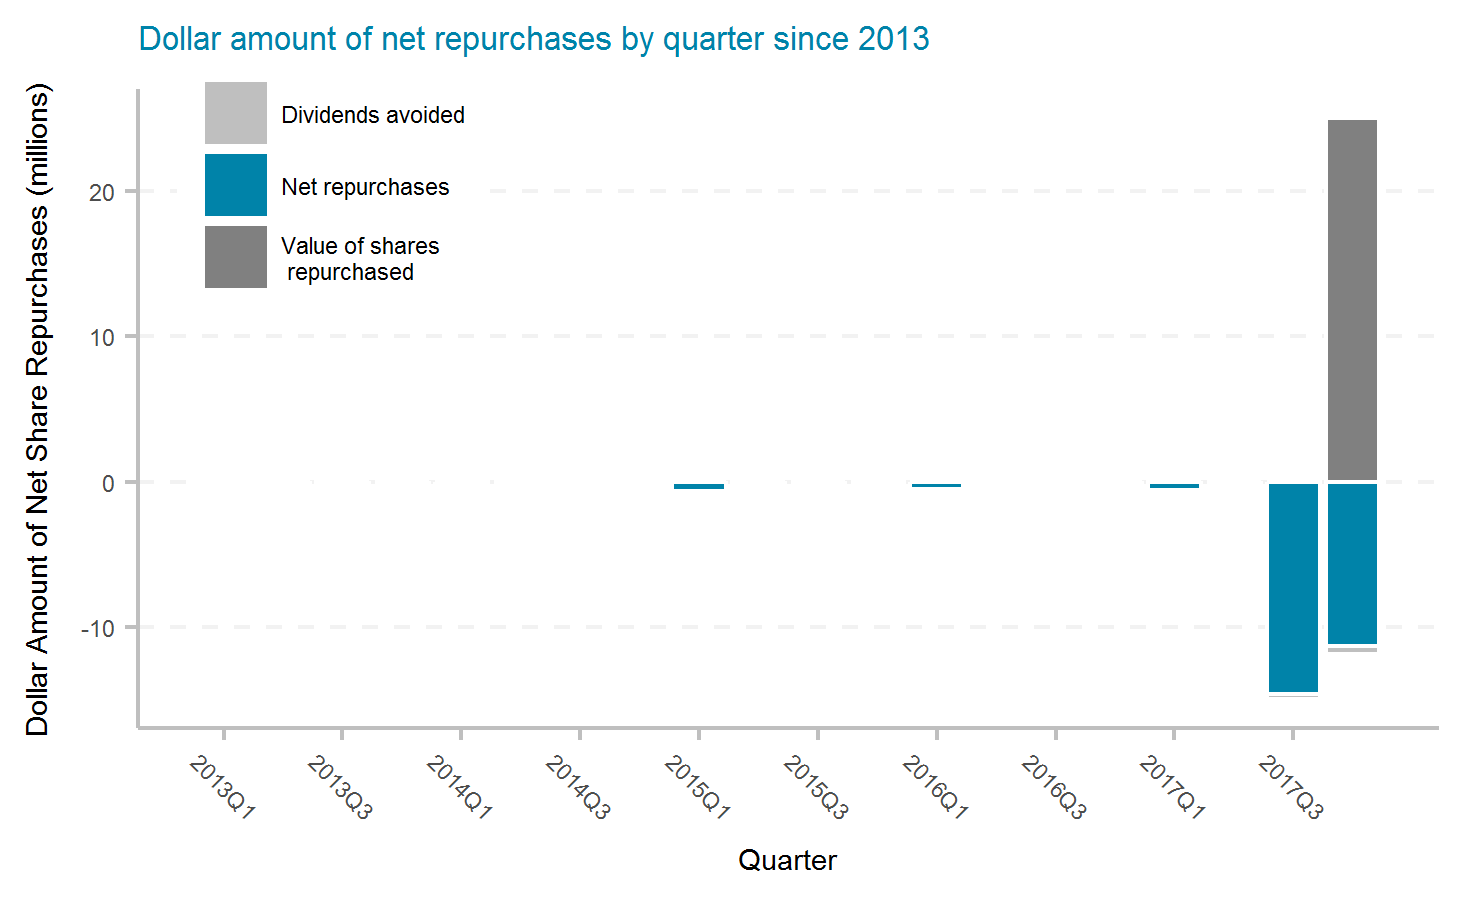 Dollar amount of net repurchases by quarter since 2013
Dollar Amount of Net Share Repurchases (millions)
Dividends avoided
Net repurchases
Value of shares
repurchased
20
10
0
-10
2013Q1
2013Q3
2014Q1
2014Q3
2015Q1
2015Q3
2016Q1
2016Q3
2017Q1
2017Q3
Quarter